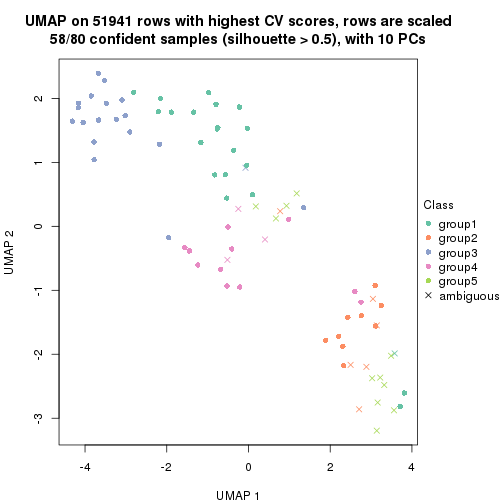 UMAP on 51941 rows with highest CV scores, rows are scaled
58/80 confident samples (silhouette > 0.5), with 10 PCs
2
1
0
-1
-2
-3
UMAP 2
-4
-2
0
2
4
UMAP 1
Class
group1
group2
group3
group4
group5
ambiguous